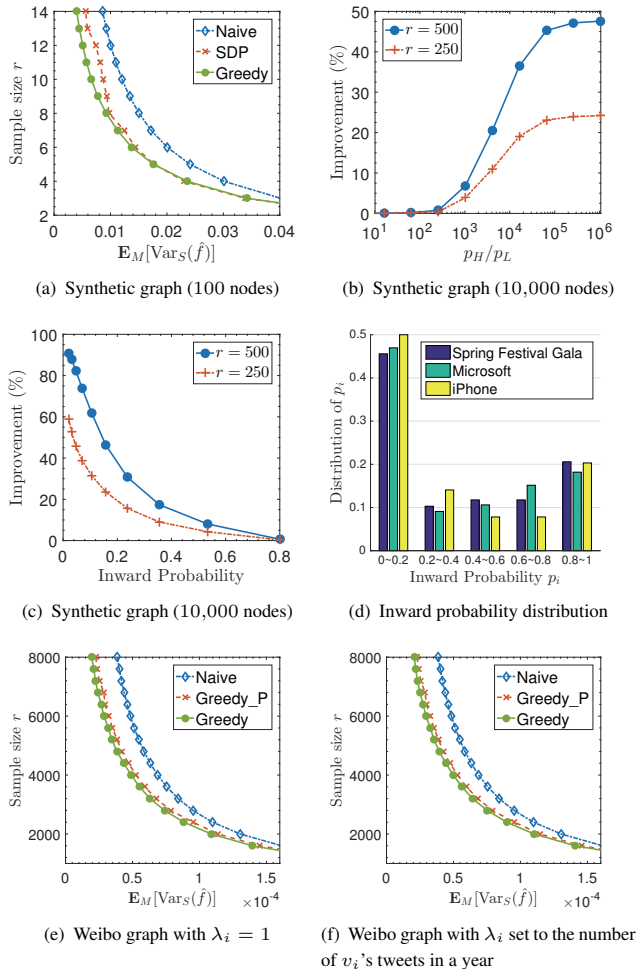 Sample size r
14
12
10
8
6
4
2
0
0.01
0.02
0.03
0.04
Naive
SDP
Greedy
E_M[Var_S(f̂)]
(a) Synthetic graph (100 nodes)
Improvement (%)
50
40
30
20
10
0
10^1
10^2
10^3
10^4
10^5
10^6
r = 500
r = 250
p_H/p_L
(b) Synthetic graph (10,000 nodes)
Improvement (%)
100
80
60
40
20
0
0
0.2
0.4
0.6
0.8
r = 500
r = 250
Inward Probability
(c) Synthetic graph (10,000 nodes)
Distribution of p_i
0.5
0.4
0.3
0.2
0.1
0
0~0.2
0.2~0.4
0.4~0.6
0.6~0.8
0.8~1
Spring Festival Gala
Microsoft
iPhone
Inward Probability p_i
(d) Inward probability distribution
Sample size r
8000
6000
4000
2000
0
0.5
1
1.5
×10^-4
Naive
Greedy_P
Greedy
E_M[Var_S(f̂)]
(e) Weibo graph with λ_i = 1
Sample size r
8000
6000
4000
2000
0
0.5
1
1.5
×10^-4
Naive
Greedy_P
Greedy
E_M[Var_S(f̂)]
(f) Weibo graph with λ_i set to the number
of v_i's tweets in a year